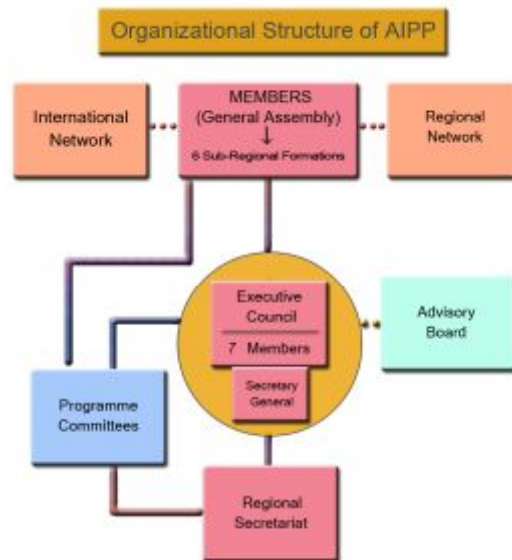 Organizational Structure of AIPP
International
Network
MEMBERS
(General Assembly)
↓
6 Sub-Regional Formations
Regional
Network
Executive
Council
7 Members
Secretary
General
Advisory
Board
Programme
Committees
Regional
Secretariat